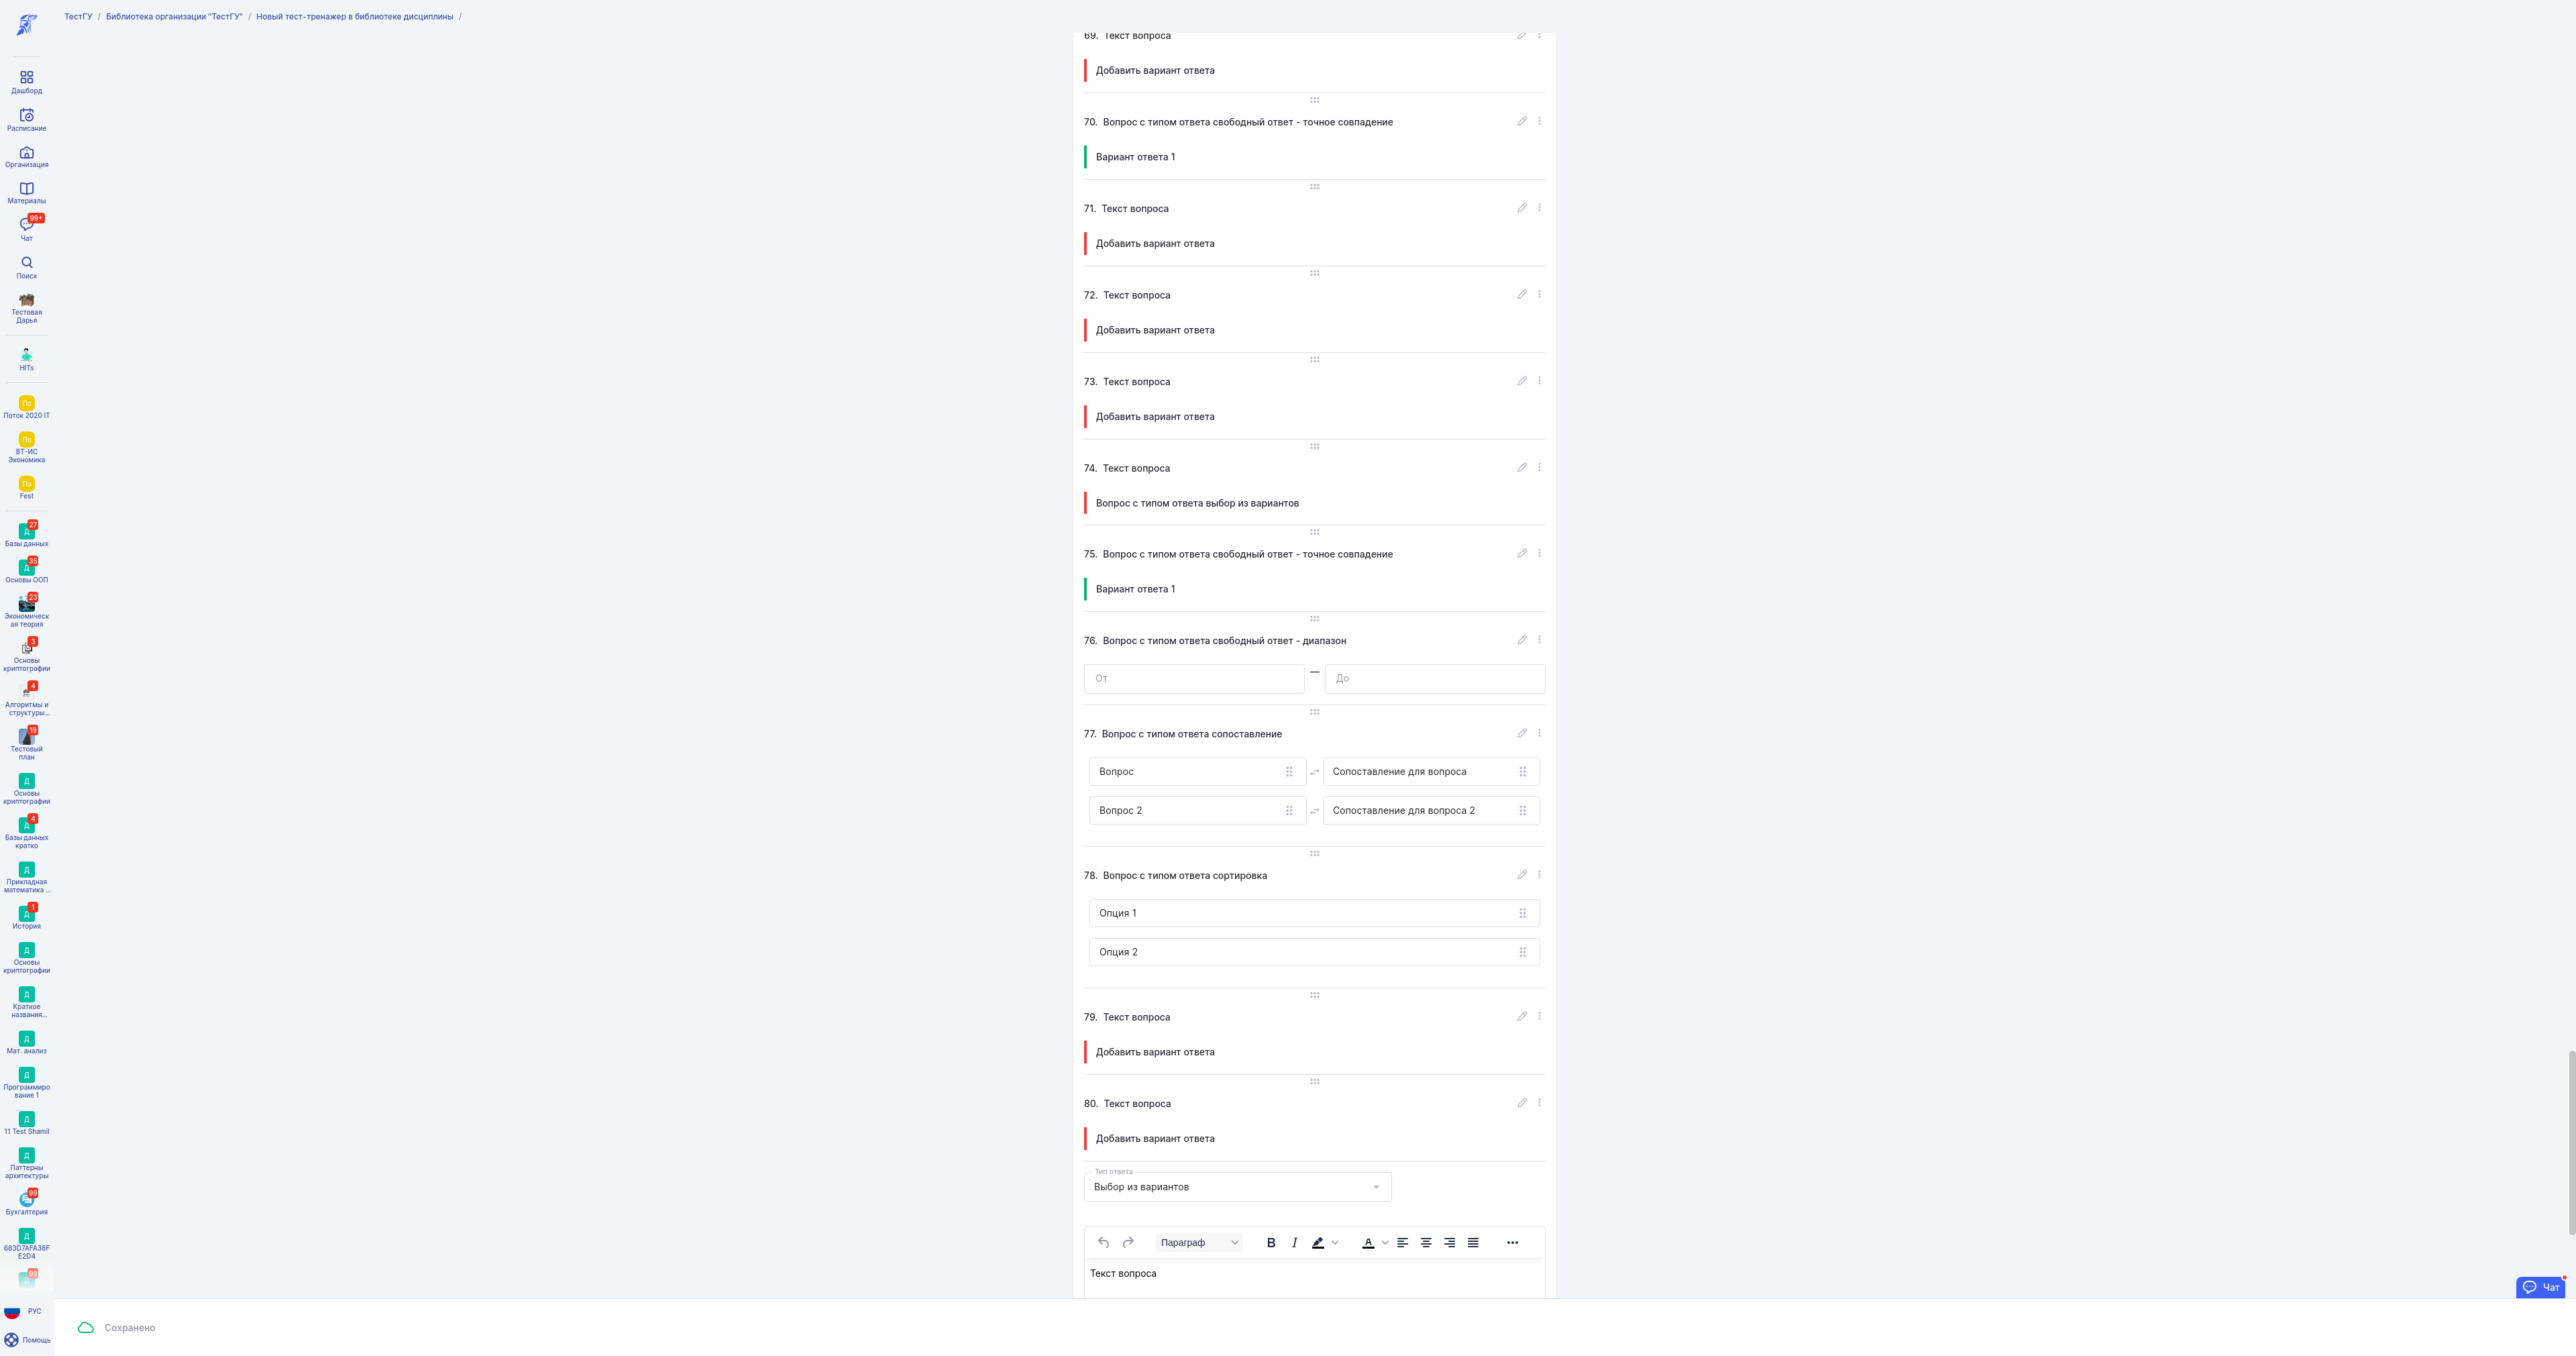 ТестГУ / Библиотека организации "ТестГУ" / Новый тест-тренажер в библиотеке дисциплины /
Дашборд
Расписание
Организация
Материалы
99+
Чат
Поиск
Тестовая
Дарья
HITs
По
Поток 2020 IT
По
ВТ-ИС
Экономика
По
Fest
27
Д
Базы данных
35
Д
Основы ООП
23
Экономическ
ая теория
3
Основы
криптографии
4
Алгоритмы и
структуры...
19
Тестовый
план
Д
Основы
криптографии
4
Д
Базы данных
кратко
Д
Прикладная
математика ...
1
Д
История
Д
Основы
криптографии
Д
Краткое
названия...
Д
Мат. анализ
Д
Программиро
вание 1
Д
11 Test Shamil
Д
Паттерны
архитектуры
99
Бухгалтерия
Д
683D7AFA38F
E2D4
99
Д
РУС
Помощь
69. Текст вопроса
Добавить вариант ответа
70. Вопрос с типом ответа свободный ответ - точное совпадение
Вариант ответа 1
71. Текст вопроса
Добавить вариант ответа
72. Текст вопроса
Добавить вариант ответа
73. Текст вопроса
Добавить вариант ответа
74. Текст вопроса
Вопрос с типом ответа выбор из вариантов
75. Вопрос с типом ответа свободный ответ - точное совпадение
Вариант ответа 1
76. Вопрос с типом ответа свободный ответ - диапазон
От — До
77. Вопрос с типом ответа сопоставление
Вопрос Сопоставление для вопроса
Вопрос 2 Сопоставление для вопроса 2
78. Вопрос с типом ответа сортировка
Опция 1
Опция 2
79. Текст вопроса
Добавить вариант ответа
80. Текст вопроса
Добавить вариант ответа
Тип ответа
Выбор из вариантов
Параграф B I A
Текст вопроса
Чат
Сохранено